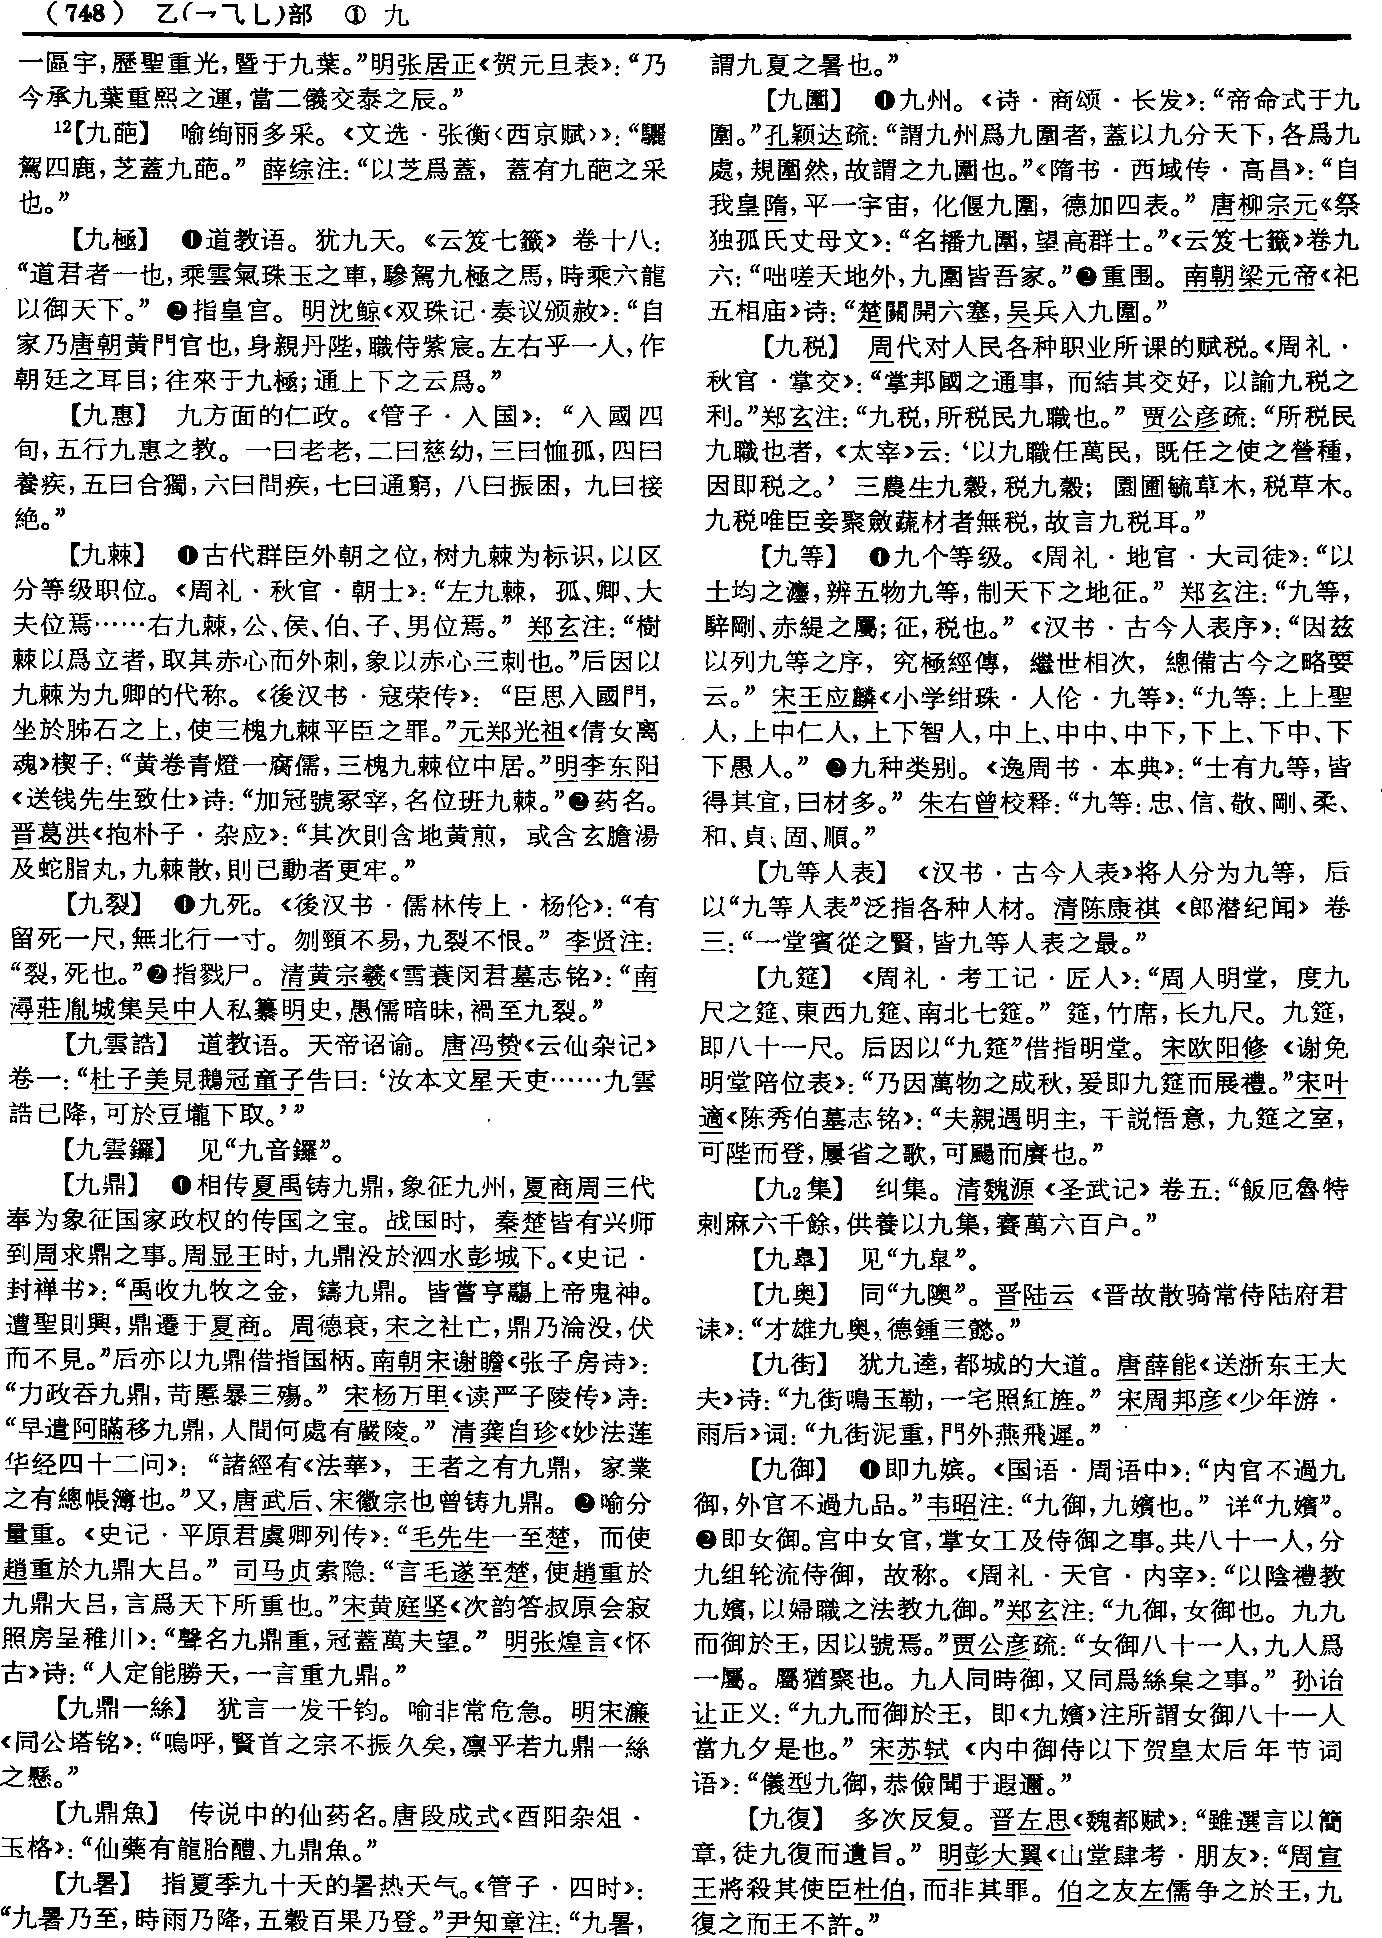 (748) 乙(乛⺄乚)部 ① 九
一區宇,歷聖重光,暨于九葉。”明张居正《贺元旦表》:“乃
今承九葉重熙之運,當二儀交泰之辰。”
12【九葩】 喻绚丽多采。《文选·张衡〈西京赋〉》:“驪
駕四鹿,芝蓋九葩。” 薛综注:“以芝爲蓋, 蓋有九葩之采
也。”
【九極】 ❶道教语。犹九天。《云笈七籤》 卷十八:
“道君者一也,乘雲氣珠玉之車,驂駕九極之馬,時乘六龍
以御天下。” ❷指皇宫。 明沈鲸《双珠记·奏议颁赦》:“自
家乃唐朝黄門官也,身親丹陛,職侍紫宸。左右乎一人,作
朝廷之耳目;往來于九極;通上下之云爲。”
【九惠】 九方面的仁政。《管子·入国》: “入國四
旬,五行九惠之教。一曰老老,二曰慈幼,三曰恤孤,四曰
養疾,五曰合獨,六曰問疾,七曰通窮, 八曰振困, 九曰接
絶。”
【九棘】 ❶古代群臣外朝之位,树九棘为标识,以区
分等级职位。《周礼·秋官·朝士》:“左九棘, 孤、卿、大
夫位焉……右九棘,公、侯、伯、子、男位焉。” 郑玄注:“樹
棘以爲立者,取其赤心而外刺,象以赤心三刺也。”后因以
九棘为九卿的代称。《後汉书·寇荣传》: “臣思入國門,
坐於肺石之上,使三槐九棘平臣之罪。”元郑光祖《倩女离
魂》楔子:“黄卷青燈一腐儒,三槐九棘位中居。”明李东阳
《送钱先生致仕》诗:“加冠號冢宰,名位班九棘。”❷药名。
晋葛洪《抱朴子·杂应》:“其次則含地黄煎, 或含玄膽湯
及蛇脂丸,九棘散,則已動者更牢。”
【九裂】 ❶九死。《後汉书·儒林传上·杨伦》:“有
留死一尺,無北行一寸。刎頸不易,九裂不恨。” 李贤注:
“裂,死也。”❷指戮尸。 清黄宗羲《雪蓑闵君墓志铭》:“南
潯莊胤城集吴中人私纂明史,愚儒暗昧,禍至九裂。”
【九雲誥】 道教语。天帝诏谕。唐冯贽《云仙杂记》
卷一:“杜子美見鵝冠童子告曰:‘汝本文星天吏……九雲
誥已降,可於豆壠下取。’”
【九雲鑼】 见“九音鑼”。
【九鼎】 ❶相传夏禹铸九鼎,象征九州,夏商周三代
奉为象征国家政权的传国之宝。战国时, 秦楚皆有兴师
到周求鼎之事。周显王时,九鼎没於泗水彭城下。《史记·
封禅书》:“禹收九牧之金, 鑄九鼎。皆嘗亨鬺上帝鬼神。
遭聖則興,鼎遷于夏商。周德衰,宋之社亡,鼎乃淪没,伏
而不見。”后亦以九鼎借指国柄。南朝宋谢瞻《张子房诗》:
“力政吞九鼎,苛慝暴三殤。” 宋杨万里《读严子陵传》诗:
“早遣阿瞞移九鼎,人間何處有嚴陵。” 清龚自珍《妙法莲
华经四十二问》: “諸經有《法華》, 王者之有九鼎, 家業
之有總帳簿也。”又,唐武后、宋徽宗也曾铸九鼎。❷喻分
量重。《史记·平原君虞卿列传》:“毛先生一至楚, 而使
趙重於九鼎大吕。” 司马贞索隐:“言毛遂至楚,使趙重於
九鼎大吕,言爲天下所重也。”宋黄庭坚《次韵答叔原会寂
照房呈稚川》:“聲名九鼎重,冠蓋萬夫望。” 明张煌言《怀
古》诗:“人定能勝天,一言重九鼎。”
【九鼎一絲】 犹言一发千钧。喻非常危急。明宋濂
《同公塔铭》:“嗚呼,賢首之宗不振久矣,凛乎若九鼎一絲
之懸。”
【九鼎魚】 传说中的仙药名。唐段成式《酉阳杂俎·
玉格》:“仙藥有龍胎醴、九鼎魚。”
【九暑】 指夏季九十天的暑热天气。《管子·四时》:
“九暑乃至,時雨乃降,五穀百果乃登。”尹知章注:“九暑,
謂九夏之暑也。”
【九圍】 ❶九州。《诗·商颂·长发》:“帝命式于九
圍。”孔颖达疏:“謂九州爲九圍者,蓋以九分天下,各爲九
處,規圍然,故謂之九圍也。”《隋书·西域传·高昌》:“自
我皇隋,平一宇宙, 化偃九圍, 德加四表。” 唐柳宗元《祭
独孤氏丈母文》:“名播九圍,望高群士。”《云笈七籤》卷九
六:“咄嗟天地外,九圍皆吾家。”❷重围。南朝梁元帝《祀
五相庙》诗:“楚關開六塞,吴兵入九圍。”
【九税】 周代对人民各种职业所课的赋税。《周礼·
秋官·掌交》:“掌邦國之通事, 而結其交好, 以諭九税之
利。”郑玄注:“九税,所税民九職也。” 贾公彦疏:“所税民
九職也者,《太宰》云:‘以九職任萬民, 既任之使之營種,
因即税之。’ 三農生九穀,税九穀; 園圃毓草木,税草木。
九税唯臣妾聚斂蔬材者無税,故言九税耳。”
【九等】 ❶九个等级。《周礼·地官·大司徒》:“以
土均之灋,辨五物九等,制天下之地征。” 郑玄注:“九等,
騂剛、赤緹之屬;征,税也。” 《汉书·古今人表序》:“因兹
以列九等之序, 究極經傳, 繼世相次, 總備古今之略要
云。” 宋王应麟《小学绀珠·人伦·九等》:“九等:上上聖
人,上中仁人,上下智人,中上、中中、中下,下上、下中、下
下愚人。” ❷九种类别。《逸周书·本典》:“士有九等,皆
得其宜,曰材多。” 朱右曾校释:“九等:忠、信、敬、剛、柔、
和、貞、固、順。”
【九等人表】 《汉书·古今人表》将人分为九等, 后
以“九等人表”泛指各种人材。清陈康祺《郎潜纪闻》 卷
三:“一堂賓從之賢,皆九等人表之最。”
【九筵】 《周礼·考工记·匠人》:“周人明堂, 度九
尺之筵、東西九筵、南北七筵。” 筵,竹席,长九尺。九筵,
即八十一尺。后因以“九筵”借指明堂。宋欧阳修《谢免
明堂陪位表》:“乃因萬物之成秋,爰即九筵而展禮。”宋叶
適《陈秀伯墓志铭》:“夫親遇明主, 干説悟意, 九筵之室,
可陛而登,屢省之歌,可颺而賡也。”
【九2集】 纠集。清魏源《圣武记》卷五:“飯厄魯特
刺麻六千餘,供養以九集,賽萬六百户。”
【九臯】 见“九皋”。
【九奥】 同“九隩”。晋陆云《晋故散骑常侍陆府君
诔》:“才雄九奥,德鍾三懿。”
【九街】 犹九逵,都城的大道。唐薛能《送浙东王大
夫》诗:“九街鳴玉勒,一宅照紅旌。” 宋周邦彦《少年游·
雨后》词:“九街泥重,門外燕飛遲。”
【九御】 ❶即九嫔。《国语·周语中》:“内官不過九
御,外官不過九品。”韦昭注:“九御,九嬪也。” 详“九嬪”。
❷即女御。宫中女官,掌女工及侍御之事。共八十一人,分
九组轮流侍御, 故称。《周礼·天官·内宰》:“以陰禮教
九嬪,以婦職之法教九御。”郑玄注:“九御,女御也。九九
而御於王,因以號焉。”贾公彦疏:“女御八十一人,九人爲
一屬。屬猶聚也。九人同時御,又同爲絲枲之事。” 孙诒
让正义:“九九而御於王, 即《九嬪》注所謂女御八十一人
當九夕是也。” 宋苏轼《内中御侍以下贺皇太后年节词
语》:“儀型九御,恭儉聞于遐邇。”
【九復】 多次反复。晋左思《魏都赋》:“雖選言以簡
章,徒九復而遺旨。” 明彭大翼《山堂肆考·朋友》:“周宣
王將殺其使臣杜伯,而非其罪。伯之友左儒争之於王,九
復之而王不許。”